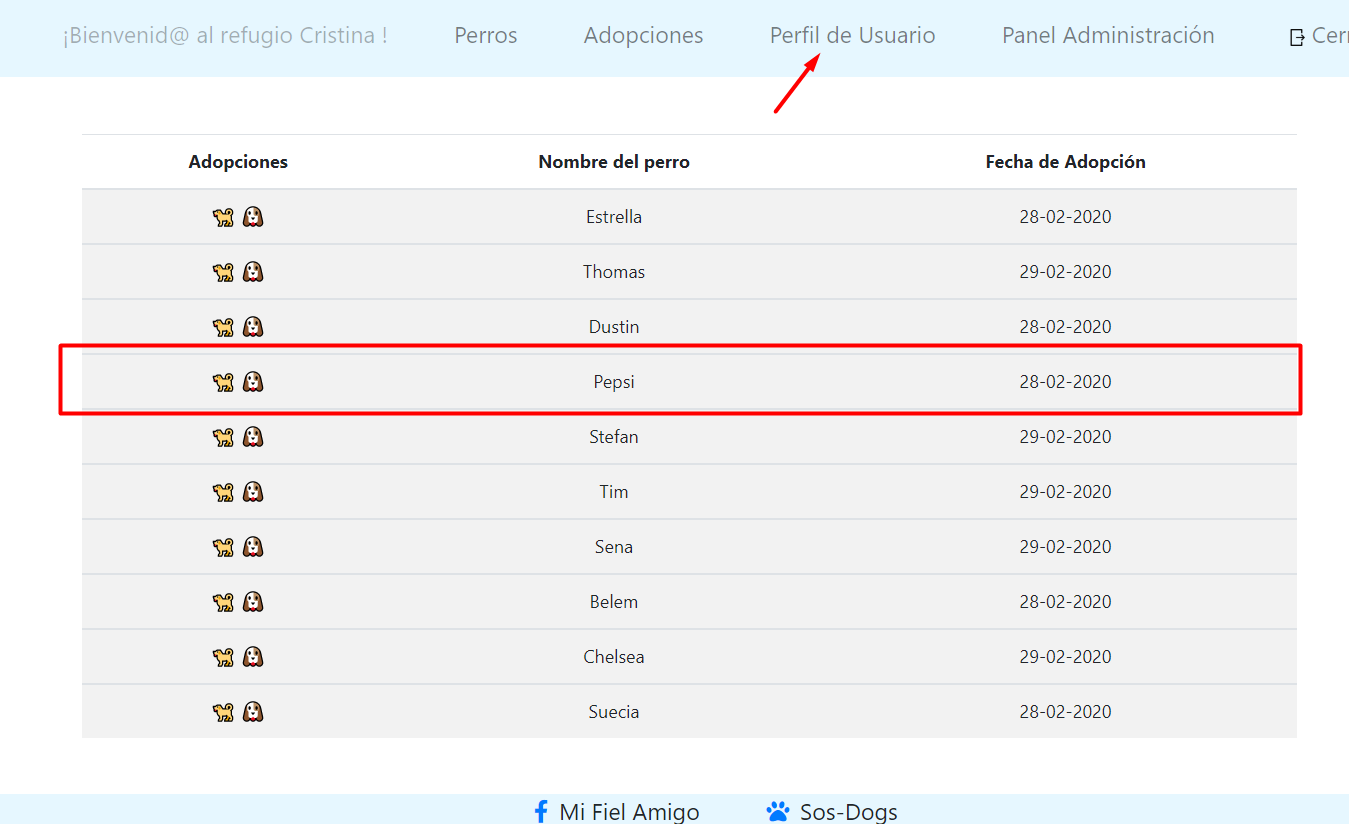 ¡Bienvenid@ al refugio Cristina ! Perros Adopciones Perfil de Usuario Panel Administración Cerr
Adopciones Nombre del perro Fecha de Adopción
Estrella 28-02-2020
Thomas 29-02-2020
Dustin 28-02-2020
Pepsi 28-02-2020
Stefan 29-02-2020
Tim 29-02-2020
Sena 29-02-2020
Belem 28-02-2020
Chelsea 29-02-2020
Suecia 28-02-2020
Mi Fiel Amigo Sos-Dogs